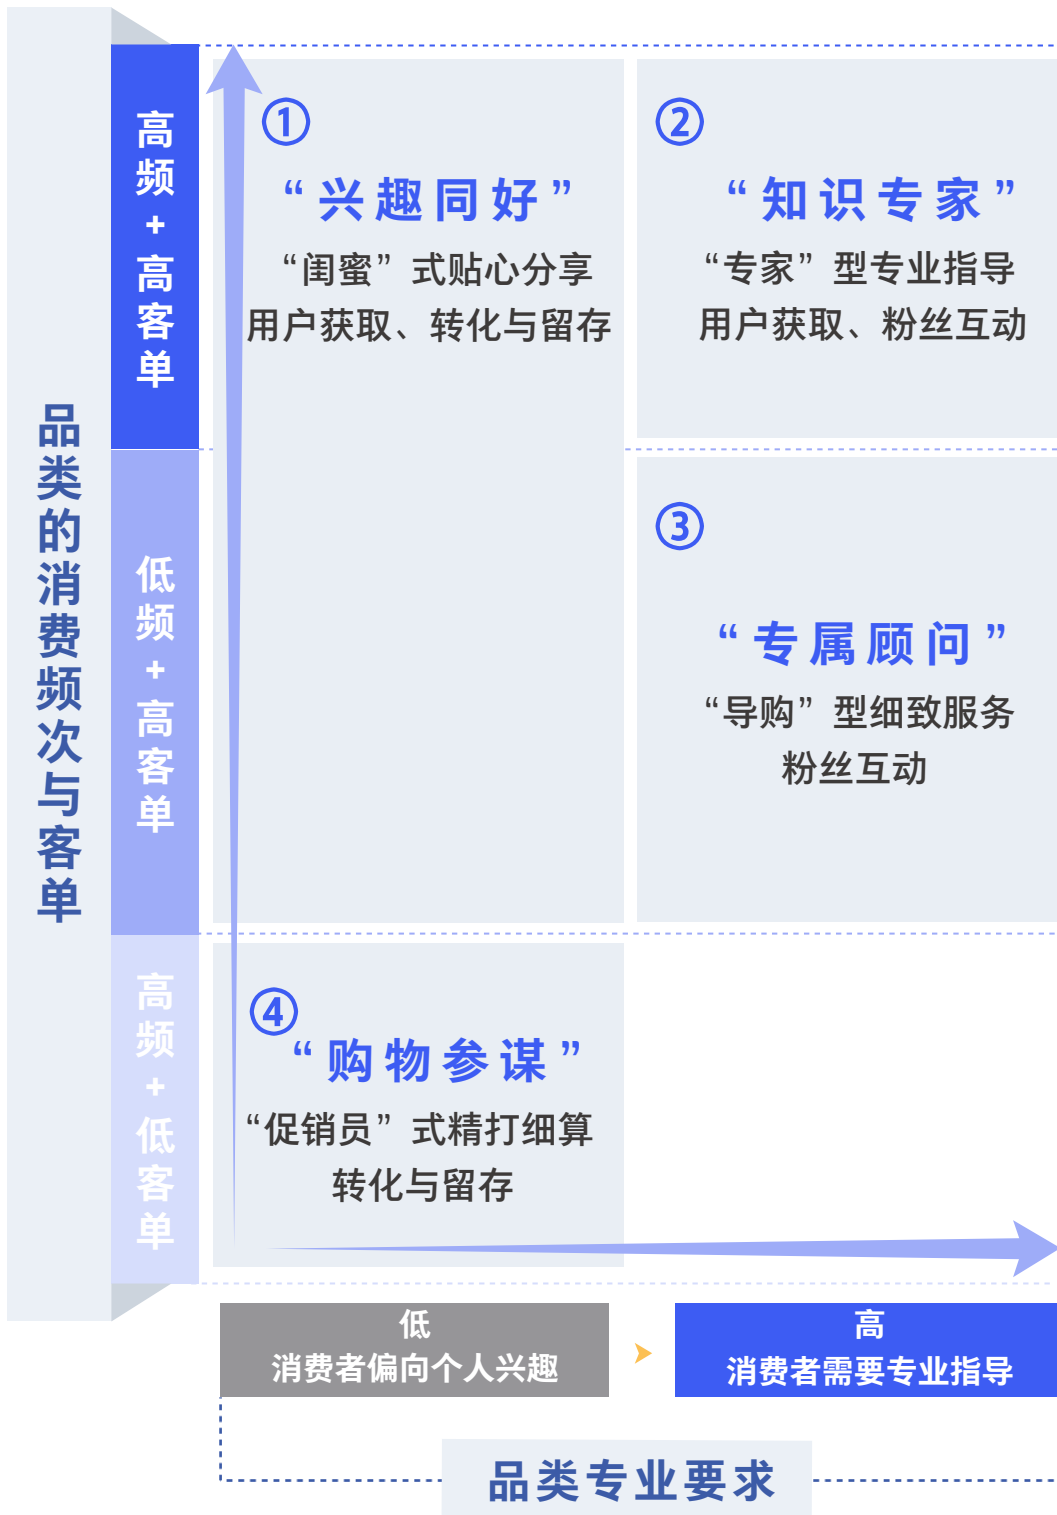 品类的消费频次与客单
高频+高客单
①
“兴趣同好”
“闺蜜”式贴心分享
用户获取、转化与留存
②
“知识专家”
“专家”型专业指导
用户获取、粉丝互动
低频+高客单
③
“专属顾问”
“导购”型细致服务
粉丝互动
高频+低客单
④
“购物参谋”
“促销员”式精打细算
转化与留存
低
消费者偏向个人兴趣
高
消费者需要专业指导
品类专业要求